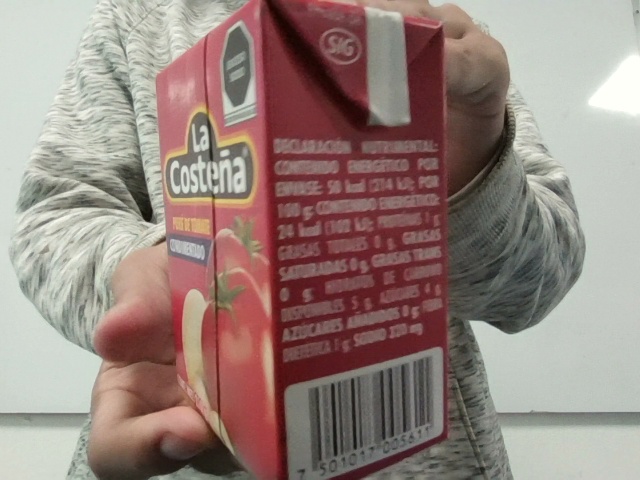 SIG
La
Costeña
PURÉ DE TOMATE
CONDIMENTADO
DECLARACIÓN NUTRIMENTAL:
CONTENIDO ENERGÉTICO POR
ENVASE: 50 kcal (214 kJ); POR
100 g: CONTENIDO ENERGÉTICO:
24 kcal (102 kJ); PROTEÍNAS 1 g
GRASAS TOTALES 0 g, GRASAS
SATURADAS 0 g, GRASAS TRANS
0 g; HIDRATOS DE CARBONO
DISPONIBLES 5 g, AZÚCARES 4 g
AZÚCARES AÑADIDOS 0 g; FIBRA
DIETÉTICA 1 g; SODIO 320 mg
7 501017 005611